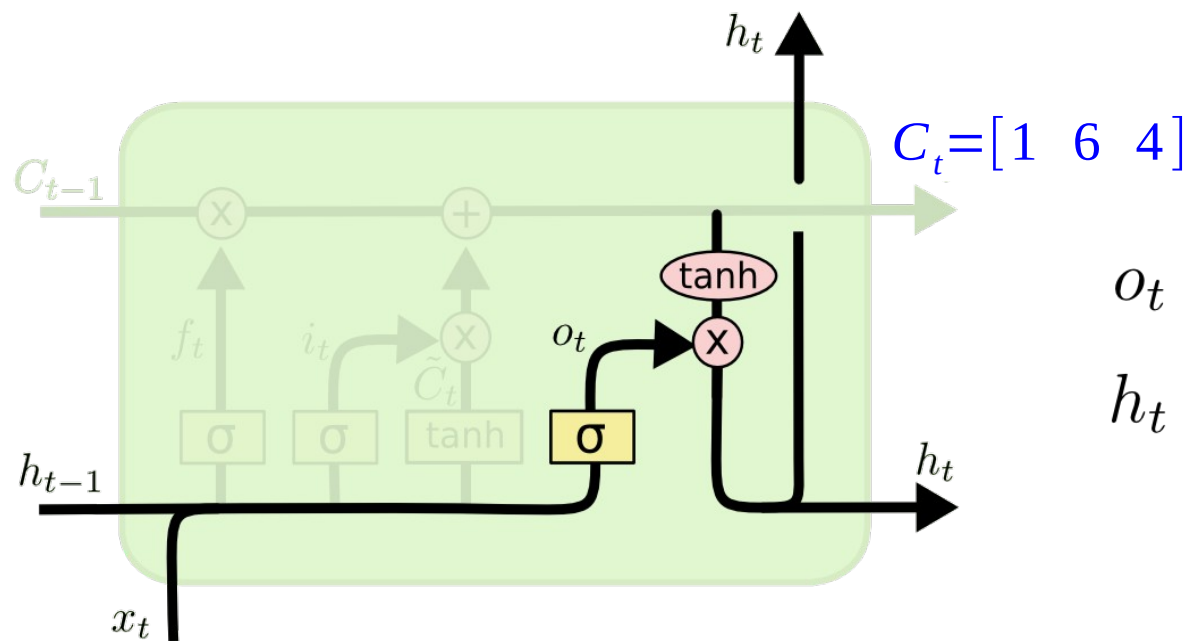 h_t
C_t=[1 6 4]
C_{t-1}
x +
tanh
o_t
f_t i_t o_t x x
C̃_t
h_t
σ σ tanh σ
h_{t-1} h_t
x_t